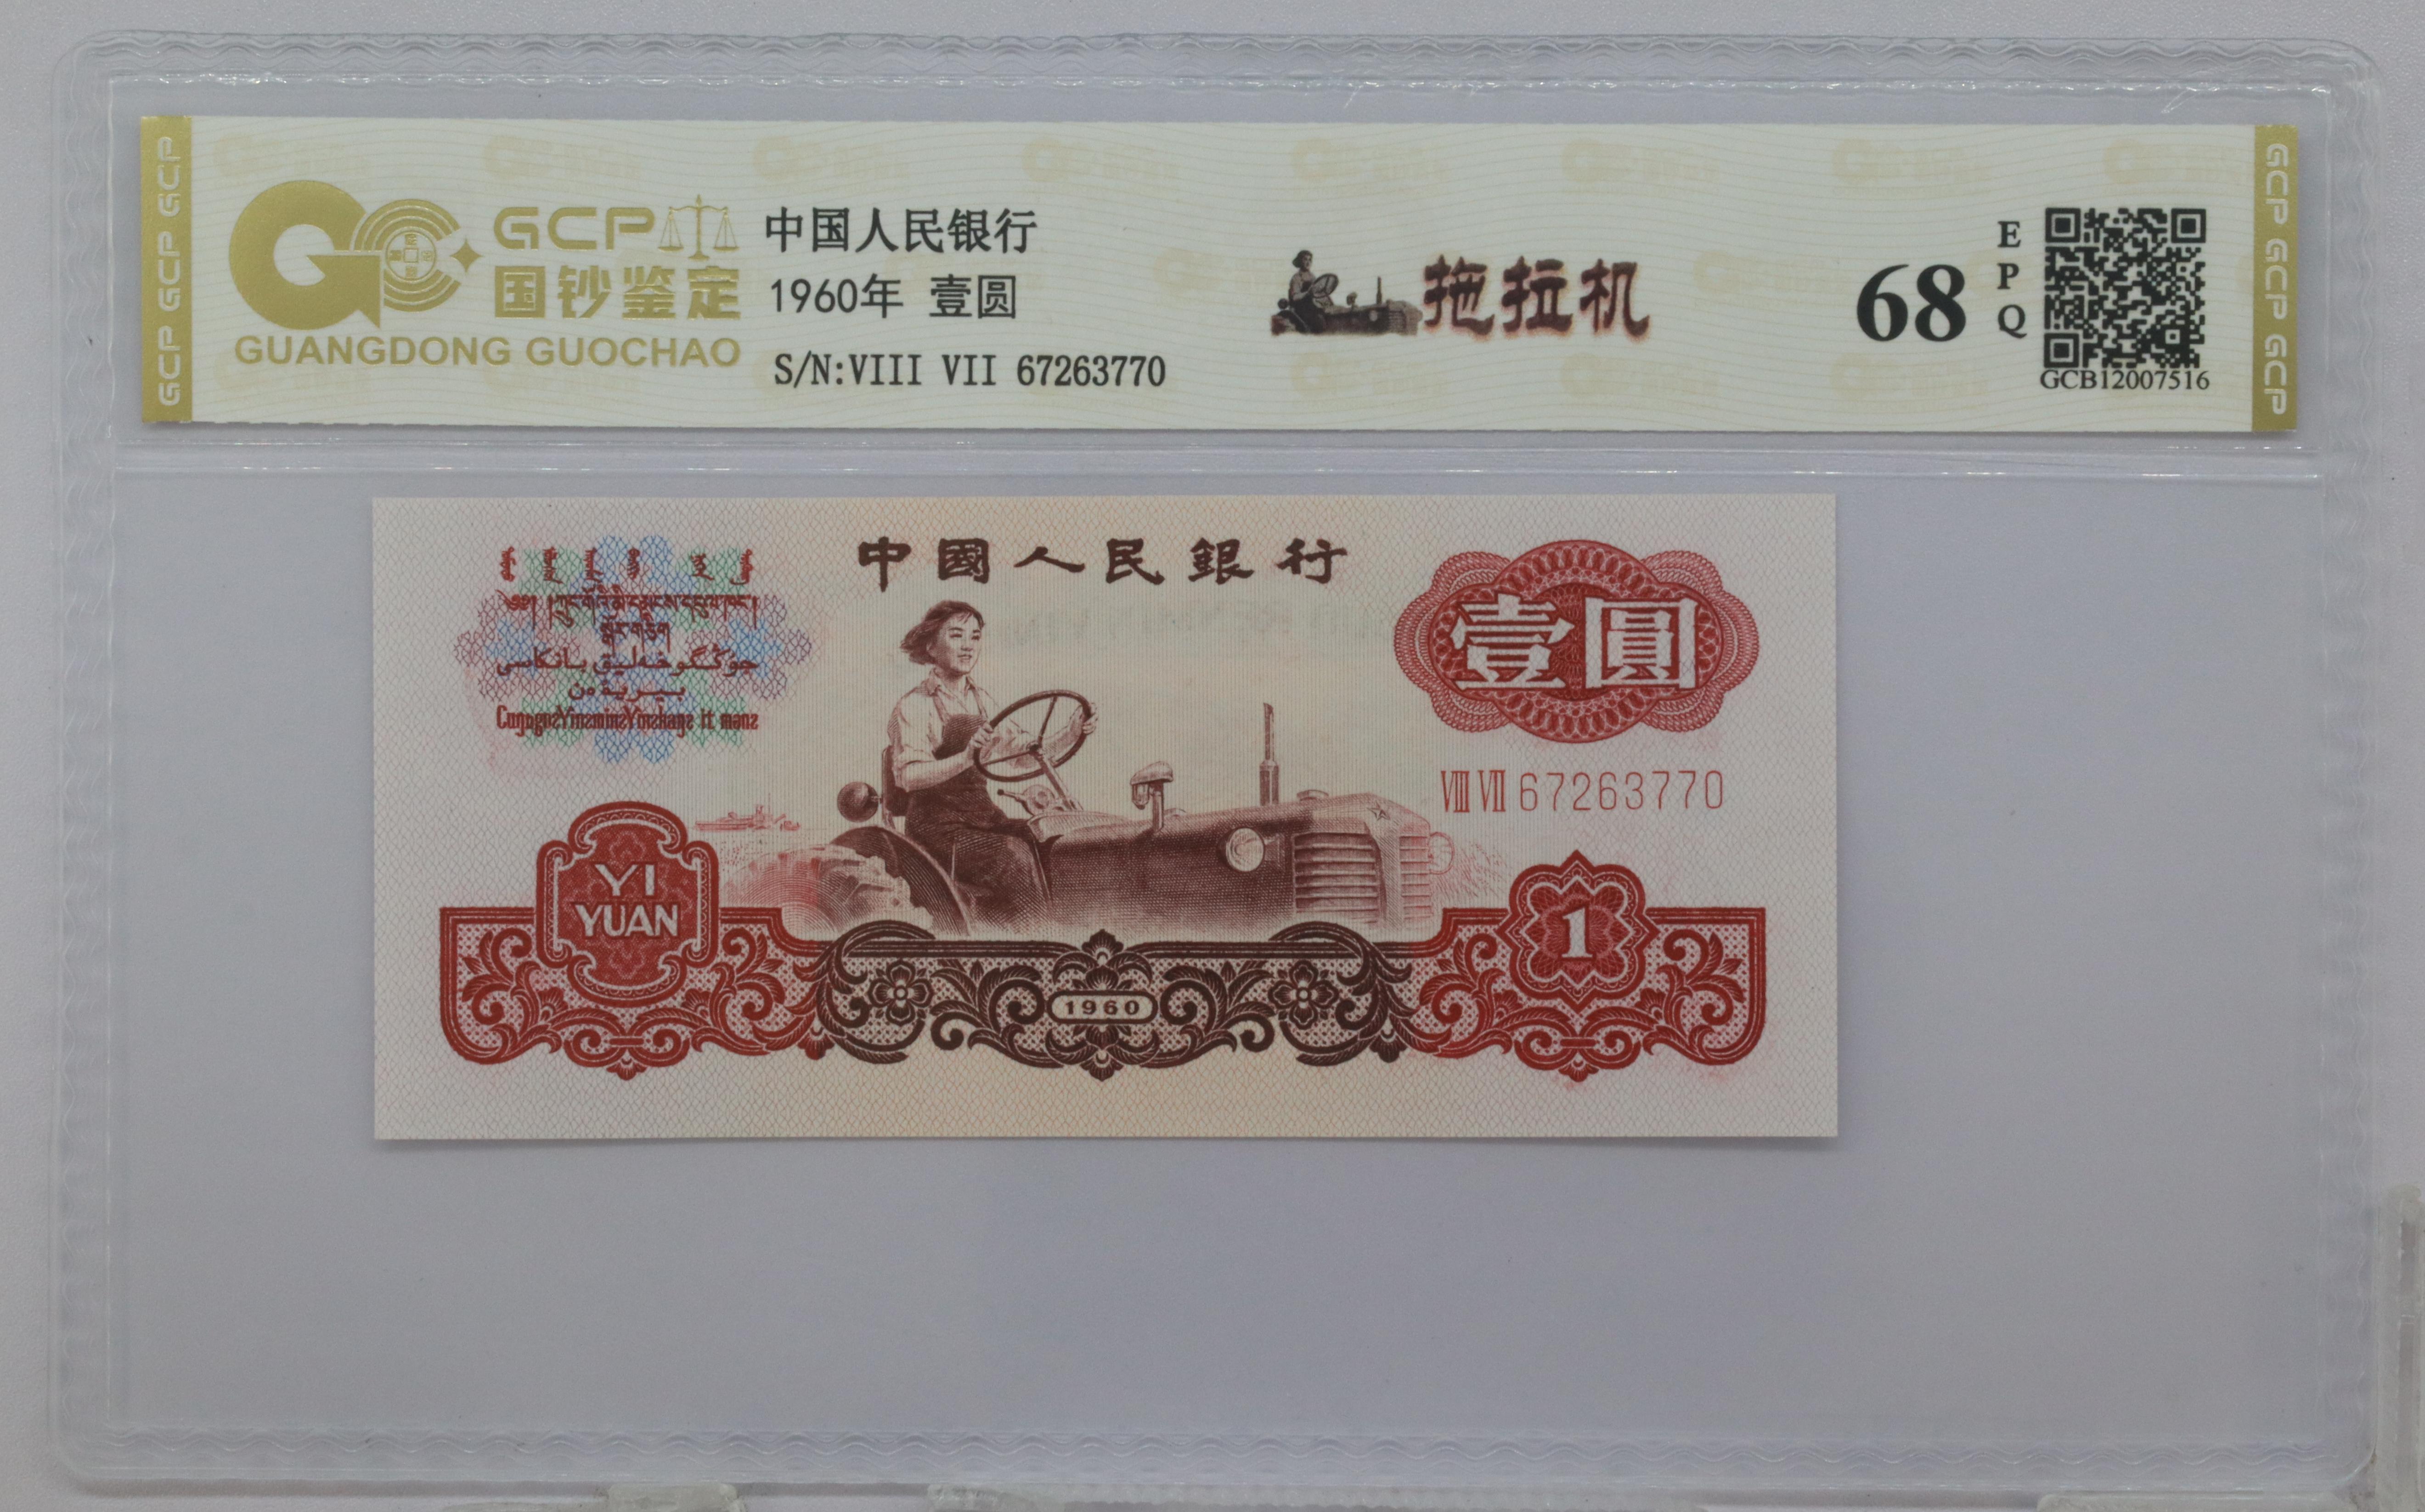 GCP GCP GCP
GCP
国钞鉴定
GUANGDONG GUOCHAO
中国人民银行
1960年 壹圆
S/N:VIII VII 67263770
拖拉机
68
EPQ
GCB12007516
GCP GCP GCP
中國人民銀行
壹圓
VIII VII 67263770
YI
YUAN
1
1960